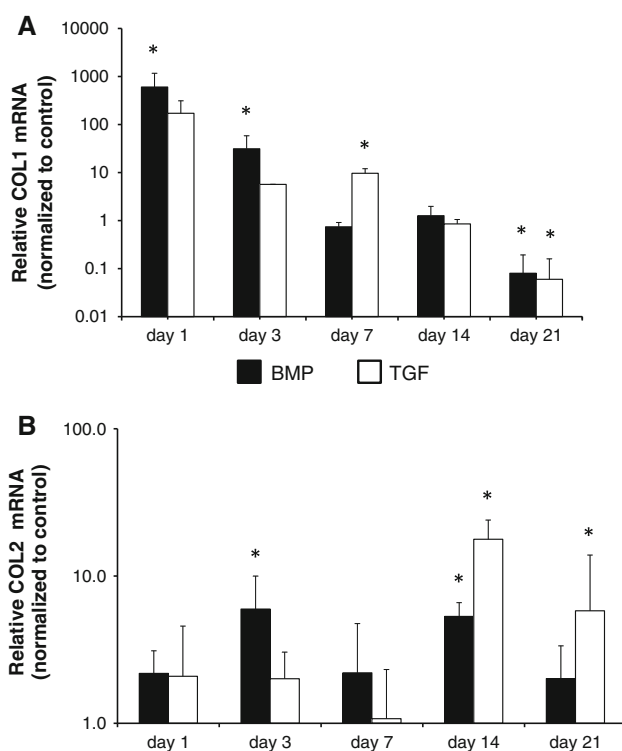 A
Relative COL1 mRNA
(normalized to control)
10000
1000
100
10
1
0.1
0.01
*
*
*
*
*
day 1 day 3 day 7 day 14 day 21
BMP TGF
B
Relative COL2 mRNA
(normalized to control)
100.0
10.0
1.0
*
*
*
*
day 1 day 3 day 7 day 14 day 21